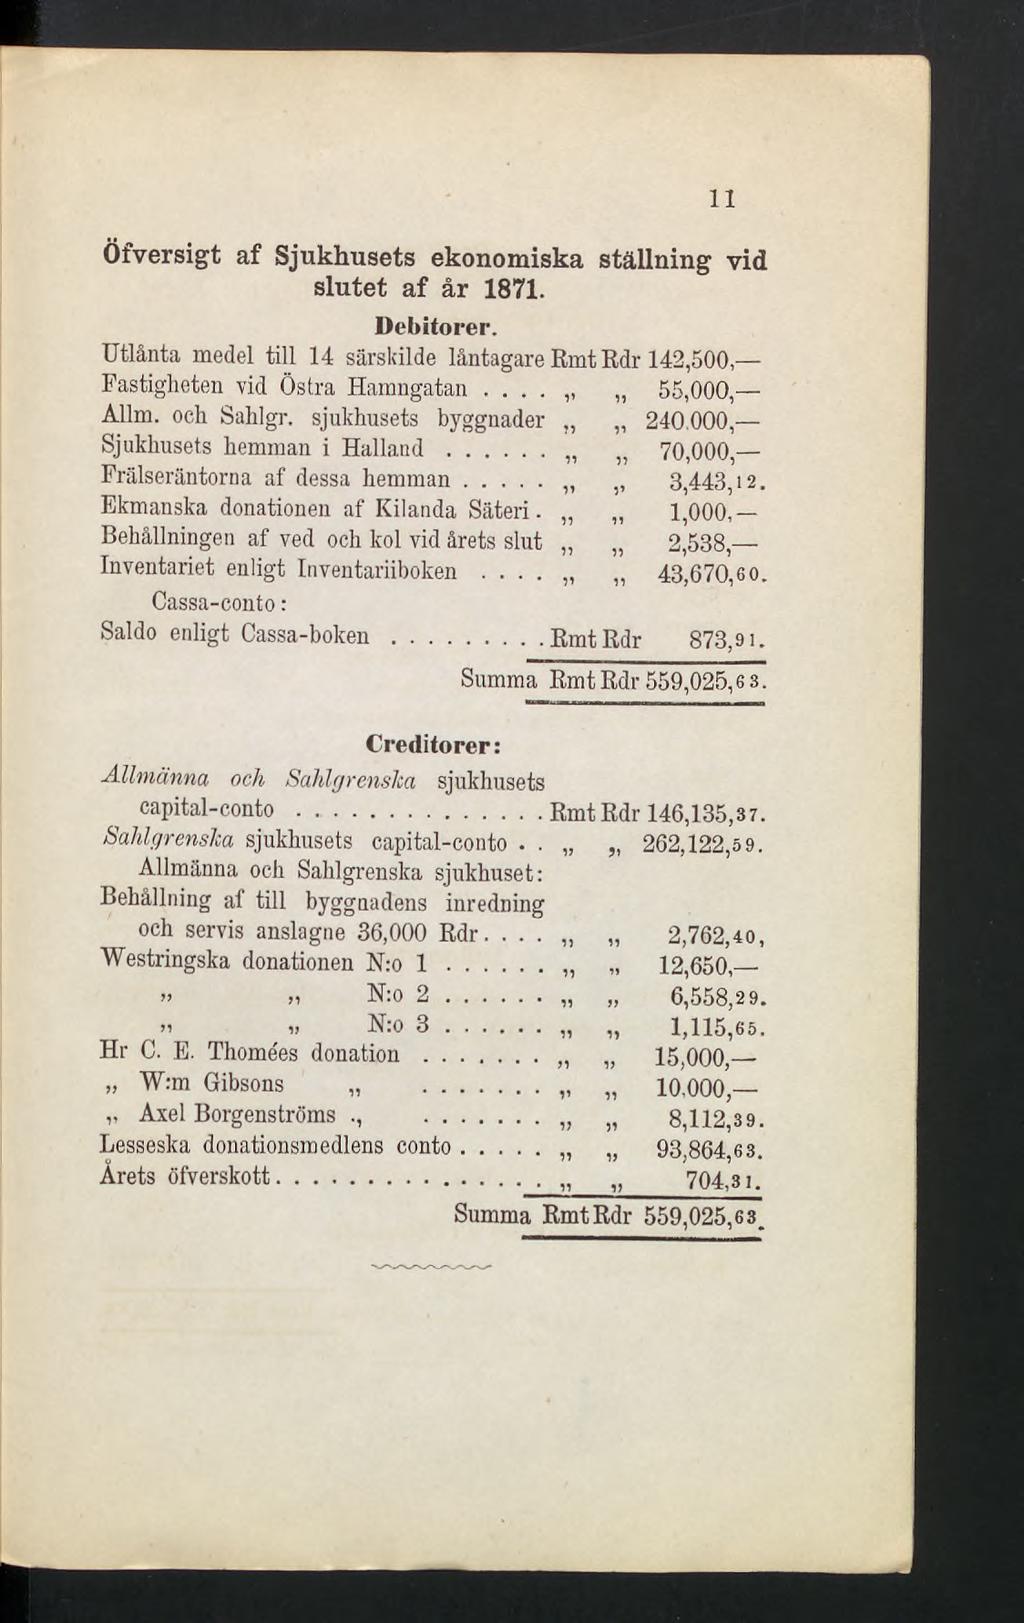 11
Öfversigt af Sjukhusets ekonomiska ställning vid
slutet af år 1871.
Debitorer.
Utlånta medel till 14 särskilde låntagare Rmt Rdr 142,500,—
Fastigheten vid Östra Hamngatan . . . . „ „ 55,000,—
Allm. och Sahlgr. sjukhusets byggnader „ „ 240.000,—
Sjukhusets hemman i Halland . . . . . . „ „ 70,000,—
Frälseräntorna af dessa hemman . . . . . „ „ 3,443,12.
Ekmanska donationen af Kilanda Säteri . „ „ 1,000,—
Behållningen af ved och kol vid årets slut „ „ 2,538,—
Inventariet enligt Inventariiboken . . . . „ „ 43,670,60.
Cassa-conto:
Saldo enligt Cassa-boken . . . . . . . . . Rmt Rdr 873,91.
Summa Rmt Rdr 559,025,63.
Creditorer:
Allmänna och Sahlgrenska sjukhusets
capital-conto . . . . . . . . . . . . . . Rmt Rdr 146,135,37.
Sahlgrenska sjukhusets capital-conto . . „ „ 262,122,59.
Allmänna och Sahlgrenska sjukhuset:
Behållning af till byggnadens inredning
och servis anslagne 36,000 Rdr. . . . „ „ 2,762,40,
Westringska donationen N:o 1 . . . . . . „ „ 12,650,—
„ „ N:o 2 . . . . . . „ „ 6,558,29.
„ „ N:o 3 . . . . . . „ „ 1,115,65.
Hr C. E. Thomées donation . . . . . . . „ „ 15,000,—
„ W:m Gibsons „ . . . . . . . „ „ 10,000,—
„ Axel Borgenströms „ . . . . . . . „ „ 8,112,39.
Lesseska donationsmedlens conto . . . . . „ „ 93,864,63.
Årets öfverskott. . . . . . . . . . . . . . . „ „ 704,31.
Summa Rmt Rdr 559,025,63.